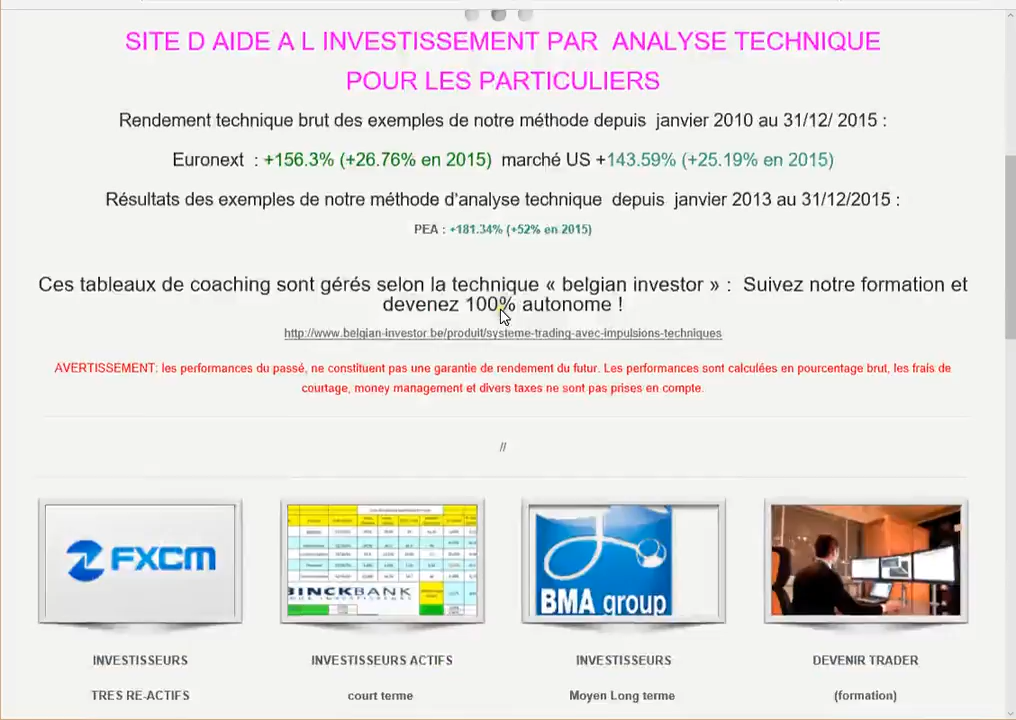 SITE D AIDE A L INVESTISSEMENT PAR ANALYSE TECHNIQUE
POUR LES PARTICULIERS
Rendement technique brut des exemples de notre méthode depuis janvier 2010 au 31/12/ 2015 :
Euronext : +156.3% (+26.76% en 2015) marché US +143.59% (+25.19% en 2015)
Résultats des exemples de notre méthode d'analyse technique depuis janvier 2013 au 31/12/2015 :
PEA : +181.34% (+52% en 2015)
Ces tableaux de coaching sont gérés selon la technique « belgian investor » : Suivez notre formation et
devenez 100% autonome !
http://www.belgian-investor.be/produit/systeme-trading-avec-impulsions-techniques
AVERTISSEMENT: les performances du passé, ne constituent pas une garantie de rendement du futur. Les performances sont calculées en pourcentage brut, les frais de
courtage, money management et divers taxes ne sont pas prises en compte.
//
FXCM
BINCKBANK
BMA group
INVESTISSEURS
TRES RE-ACTIFS
INVESTISSEURS ACTIFS
court terme
INVESTISSEURS
Moyen Long terme
DEVENIR TRADER
(formation)